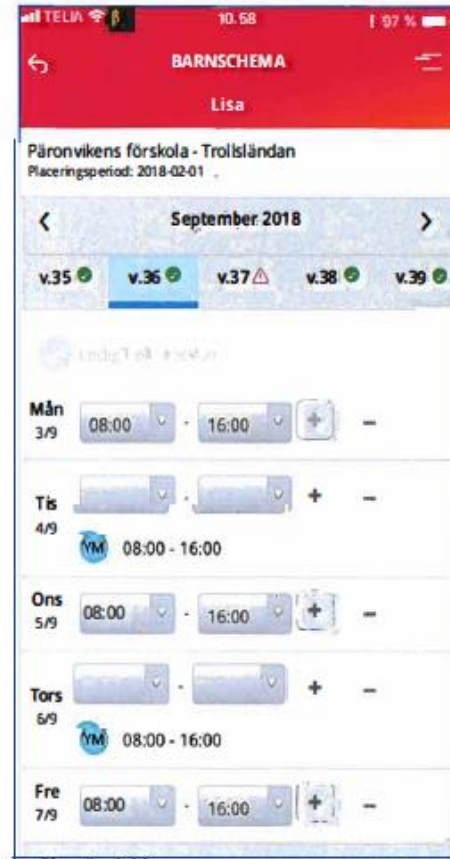 TELIA 10.58 97 %
BARNSCHEMA
Lisa
Päronvikens förskola - Trollsländan
Placeringsperiod: 2018-02-01
< September 2018 >
v.35 v.36 v.37 v.38 v.39
Mån 08:00 - 16:00 + -
3/9
Tis - + -
4/9
YM 08:00 - 16:00
Ons 08:00 - 16:00 + -
5/9
Tors - + -
6/9
YM 08:00 - 16:00
Fre 08:00 - 16:00 + -
7/9